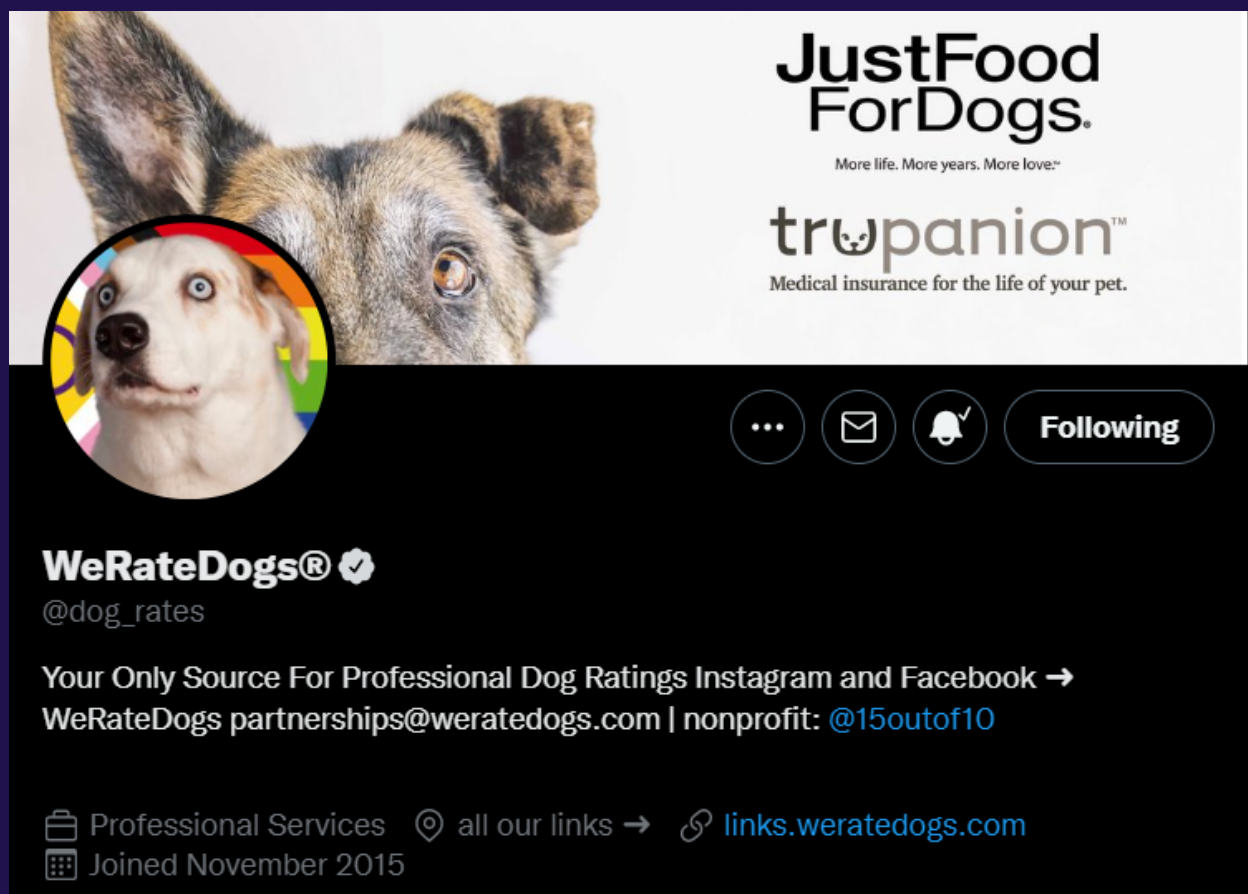 JustFood
ForDogs®
More life. More years. More love.™
trupanion™
Medical insurance for the life of your pet.
Following
WeRateDogs®
@dog_rates
Your Only Source For Professional Dog Ratings Instagram and Facebook →
WeRateDogs partnerships@weratedogs.com | nonprofit: @15outof10
Professional Services all our links → links.weratedogs.com
Joined November 2015